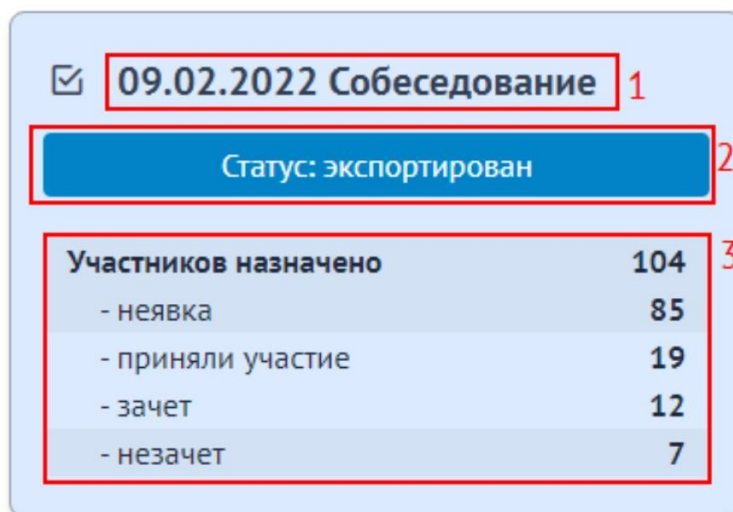 09.02.2022 Собеседование 1
Статус: экспортирован 2
Участников назначено 104 3
- неявка 85
- приняли участие 19
- зачет 12
- незачет 7